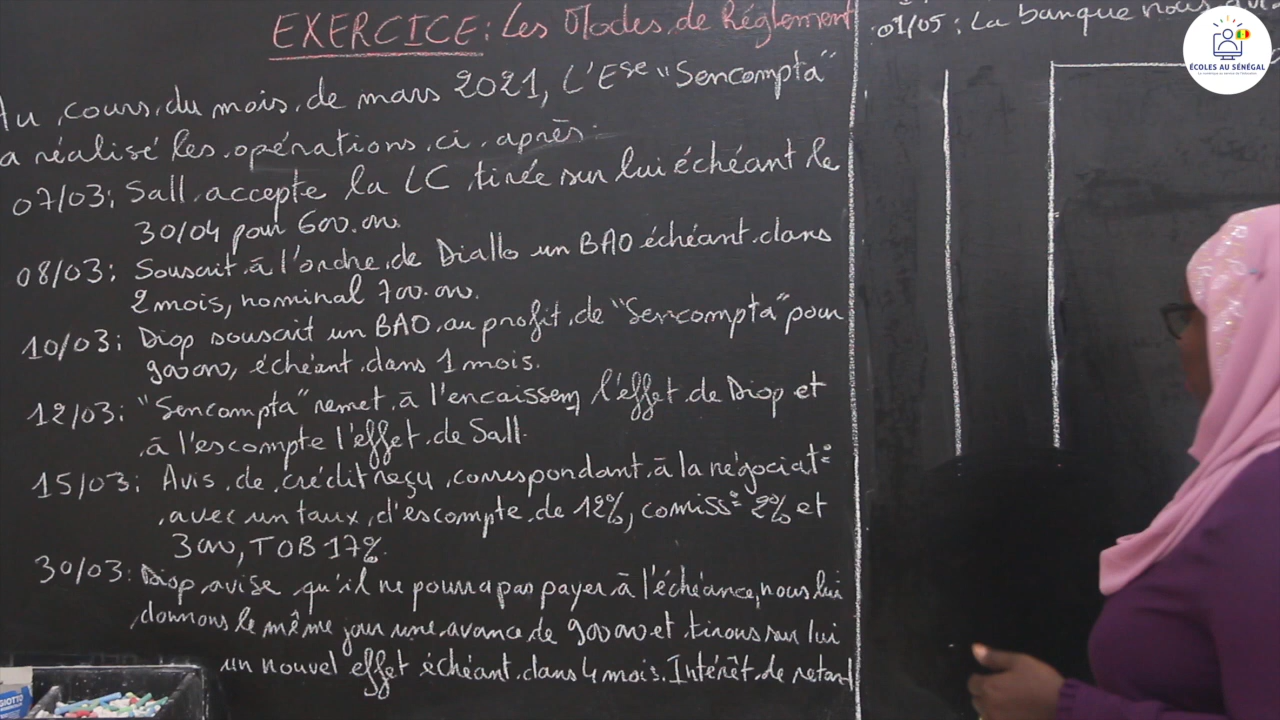 EXERCICE: Les Modes de Réglement
Au cours du mois de mars 2021, L'Ese "Sencompta"
a réalisé les opérations ci après:
07/03: Sall accepte la LC tirée sur lui échéant le
30/04 pour 600.000
08/03: Souscrit à l'ordre de Diallo un BAO échéant dans
2 mois, nominal 700.000.
10/03: Diop souscrit un BAO au profit de "Sencompta" pour
900000, échéant dans 1 mois.
12/03: "Sencompta" remet à l'encaissem l'effet de Diop et
à l'escompte l'effet de Sall.
15/03: Avis de crédit reçu correspondant à la négociat°
avec un taux d'escompte de 12%, comiss° 2% et
3000, TOB 17%.
30/03: Diop avise qu'il ne pourra pas payer à l'échéance, nous lui
donnons le même jour une avance de 900000 et tirons sur lui
un nouvel effet échéant dans 4 mois. Intérêt de retard
01/05: La banque nous
ÉCOLES AU SÉNÉGAL
GIOTTO